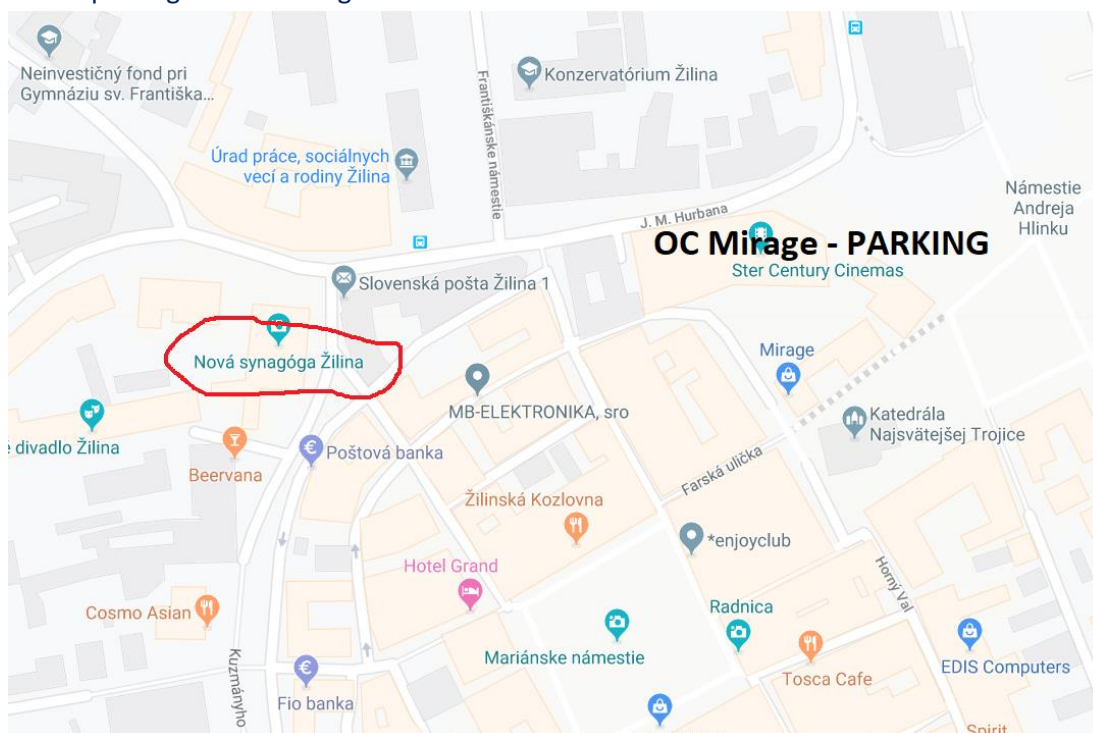 Neinvestičný fond pri
Gymnáziu sv. Františka...
Konzervatórium Žilina
Františkánske námestie
Úrad práce, sociálnych
vecí a rodiny Žilina
Námestie
Andreja
Hlinku
J. M. Hurbana
OC Mirage - PARKING
Ster Century Cinemas
Slovenská pošta Žilina 1
Nová synagóga Žilina
Mirage
MB-ELEKTRONIKA, sro
Katedrála
Najsvätejšej Trojice
divadlo Žilina
Poštová banka
Beervana
Farská ulička
Žilinská Kozlovna
*enjoyclub
Hotel Grand
Horný Val
Cosmo Asian
Radnica
Mariánske námestie
EDIS Computers
Tosca Cafe
Kuzmányho
Fio banka
Spirit